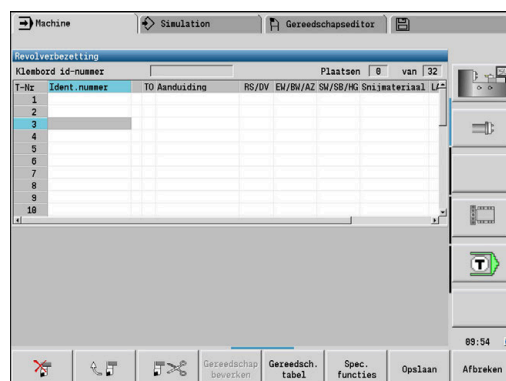 Machine Simulation Gereedschapseditor
Revolverbezetting
Klembord id-nummer Plaatsen 0 van 32
T-Nr Ident.nummer TO Aanduiding RS/DV EW/BW/AZ SW/SB/HG Snijmateriaal
1
2
3
4
5
6
7
8
9
10
T
09:54
Gereedschap bewerken Gereedsch. tabel Spec. functies Opslaan Afbreken